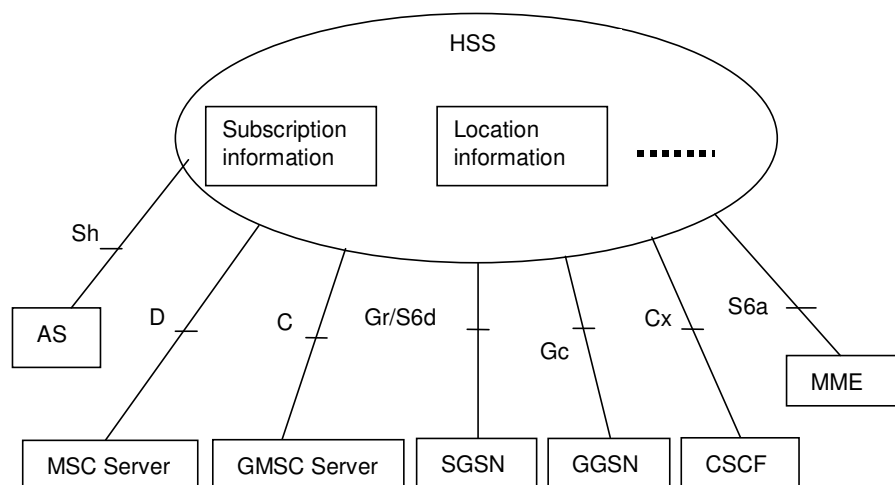 HSS
Subscription
information
Location
information
Sh
AS
D
C
Gr/S6d
Gc
Cx
S6a
MME
MSC Server
GMSC Server
SGSN
GGSN
CSCF